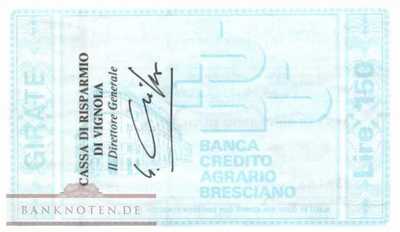 GIRATE
CASSA DI RISPARMIO
DI VIGNOLA
Il Direttore Generale
BANCA
CREDITO
AGRARIO
BRESCIANO
Lire 150
BANKNOTEN.DE